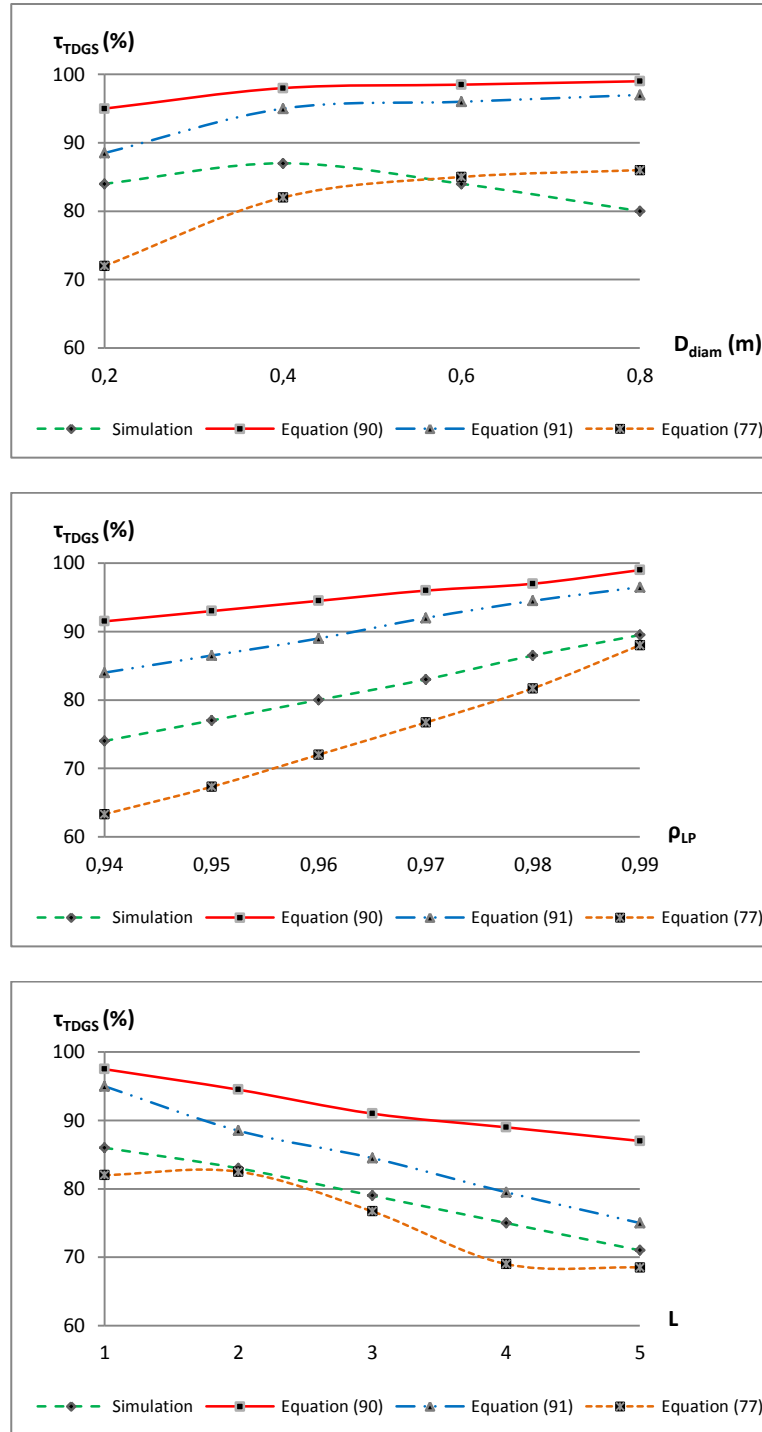 τTDGS (%)
100
90
80
70
60
0,2 0,4 0,6 0,8
Ddiam (m)
Simulation Equation (90) Equation (91) Equation (77)
τTDGS (%)
100
90
80
70
60
0,94 0,95 0,96 0,97 0,98 0,99
ρLP
Simulation Equation (90) Equation (91) Equation (77)
τTDGS (%)
100
90
80
70
60
1 2 3 4 5
L
Simulation Equation (90) Equation (91) Equation (77)